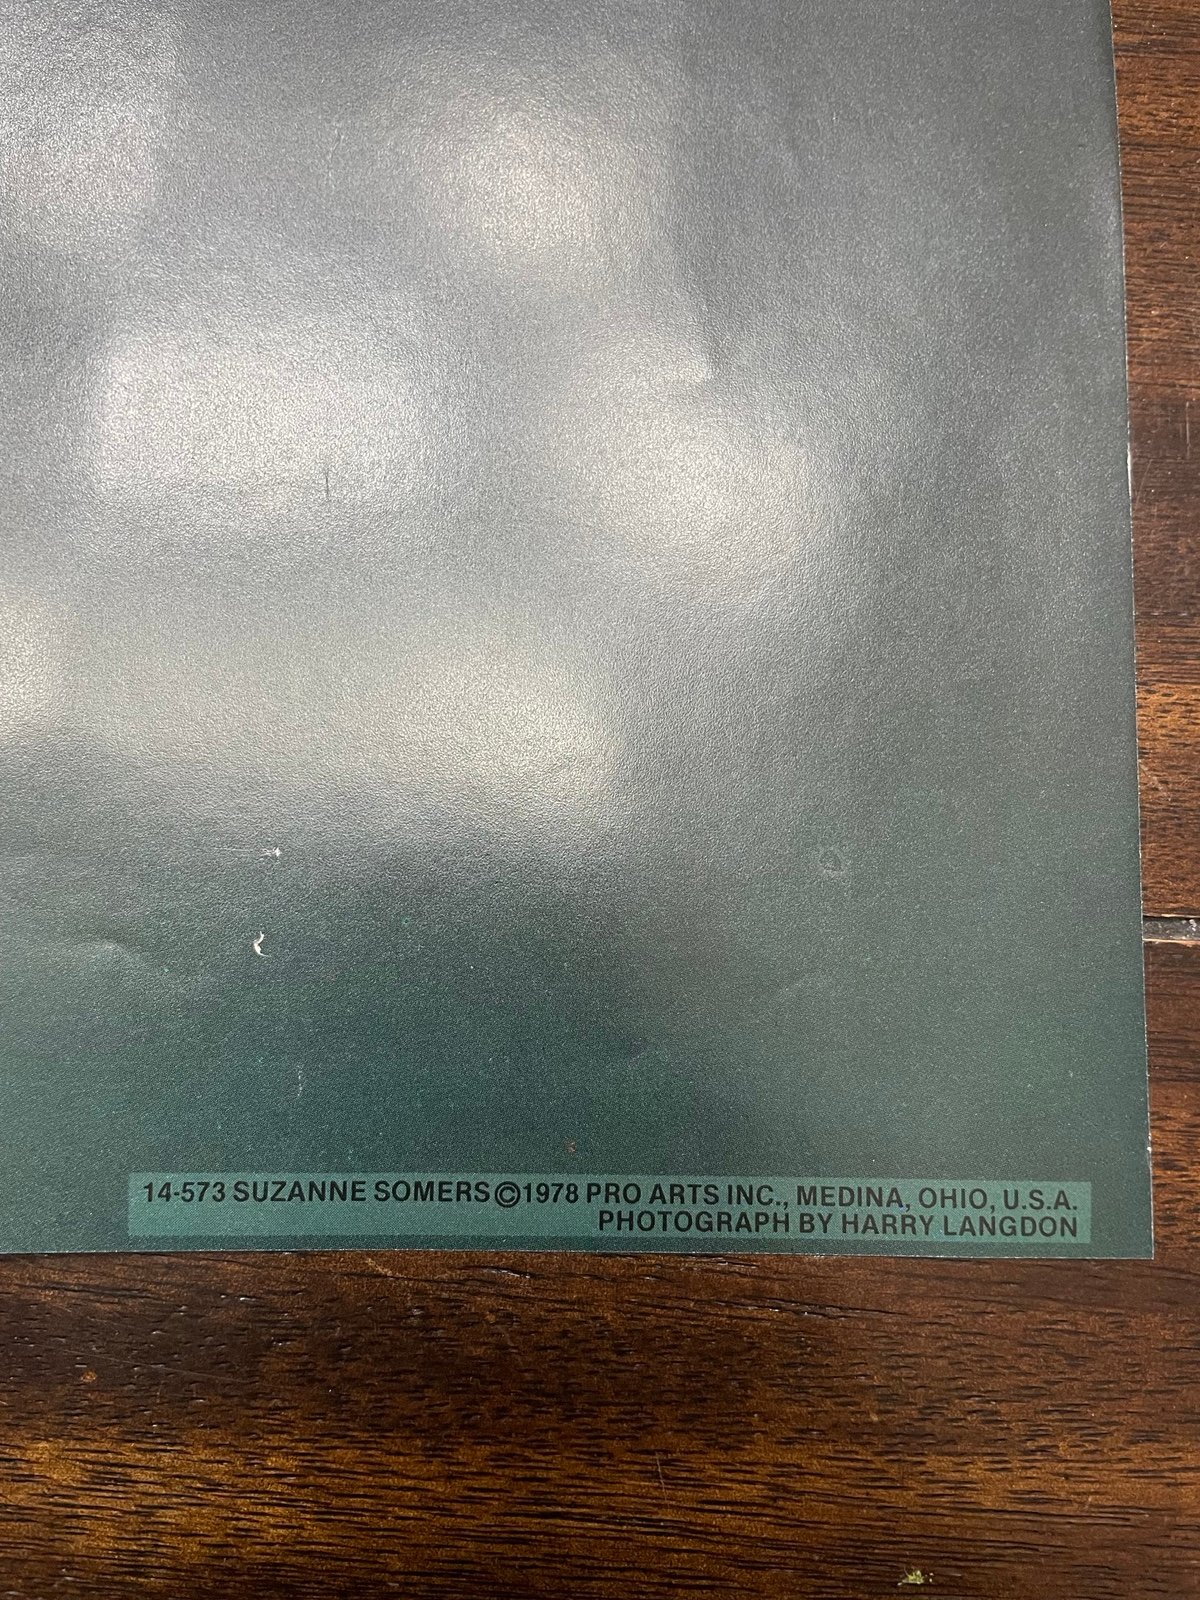 14-573 SUZANNE SOMERS©1978 PRO ARTS INC., MEDINA, OHIO, U.S.A.
PHOTOGRAPH BY HARRY LANGDON